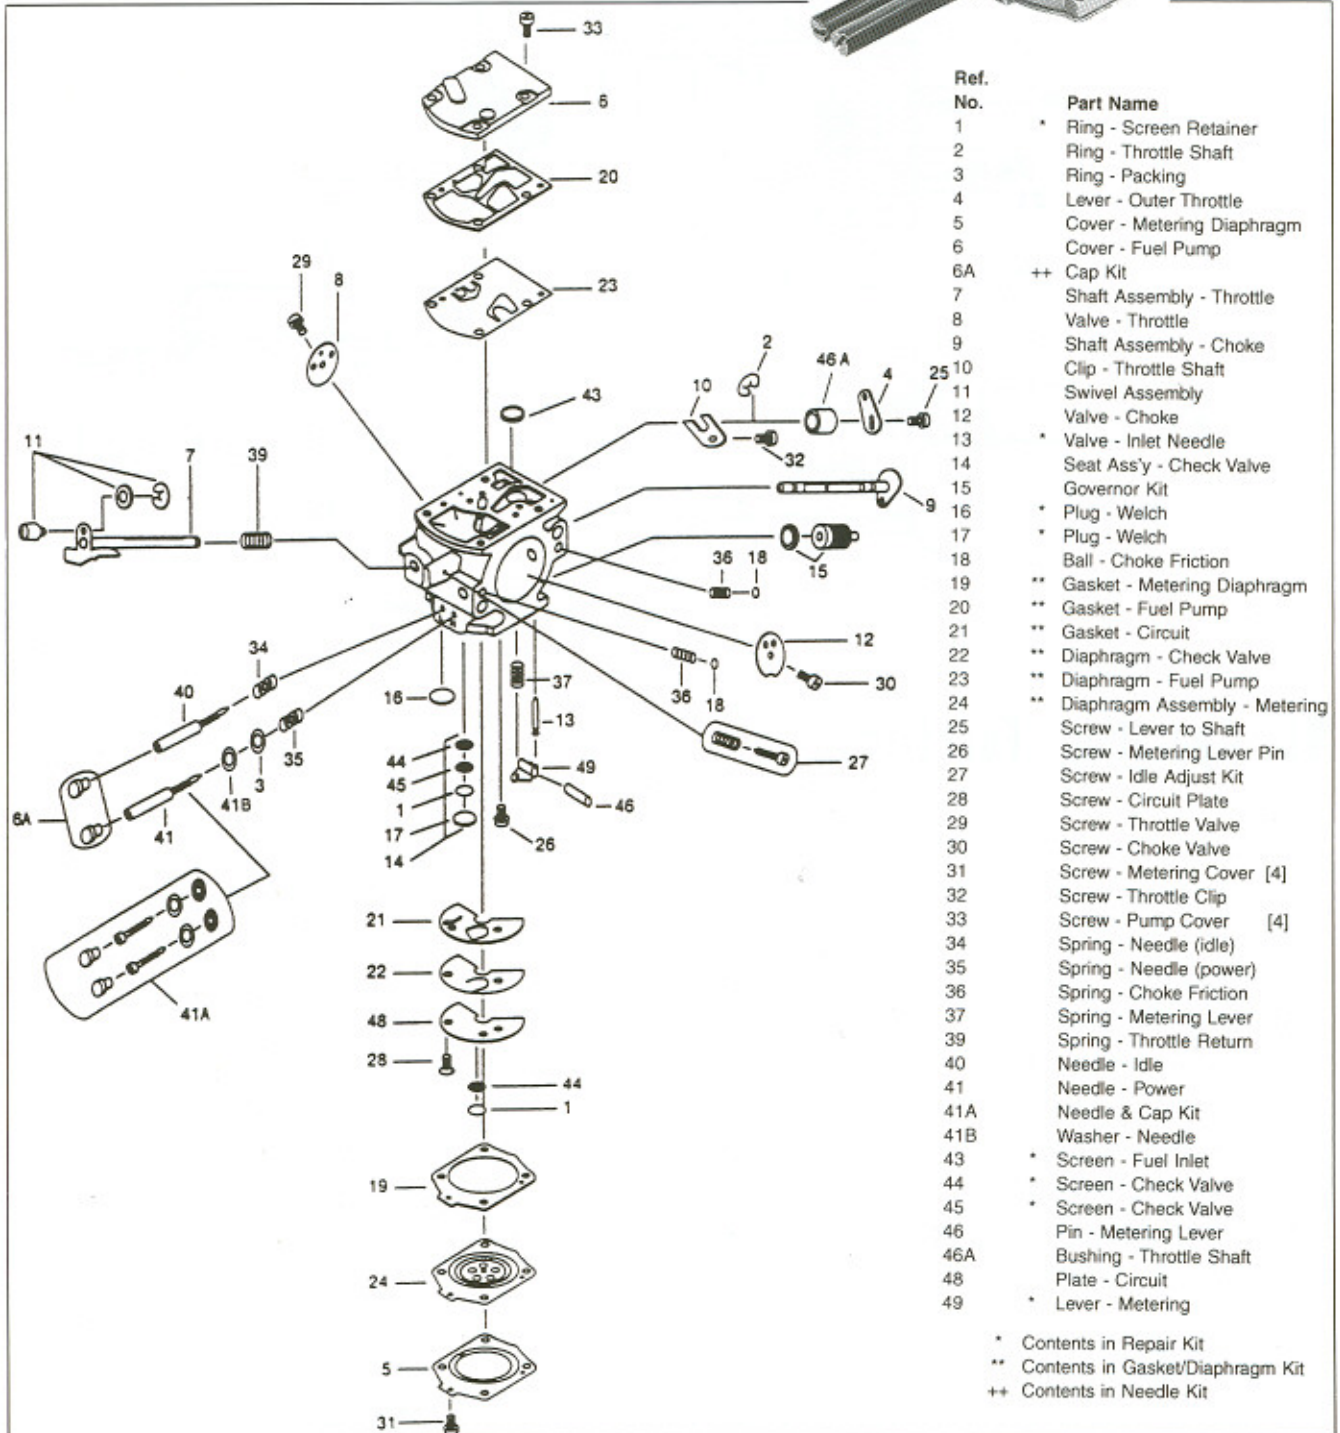 33
6
20
29
8
23
2
46 A
4
25
10
43
32
11
7
39
9
15
36
18
12
34
40
16
37
36
18
30
13
44
49
27
35
3
45
41B
46
6A
41
1
17
26
14
21
22
41A
48
28
44
1
19
24
5
31
Ref.
No. Part Name
1 * Ring - Screen Retainer
2 Ring - Throttle Shaft
3 Ring - Packing
4 Lever - Outer Throttle
5 Cover - Metering Diaphragm
6 Cover - Fuel Pump
6A ++ Cap Kit
7 Shaft Assembly - Throttle
8 Valve - Throttle
9 Shaft Assembly - Choke
10 Clip - Throttle Shaft
11 Swivel Assembly
12 Valve - Choke
13 * Valve - Inlet Needle
14 Seat Ass'y - Check Valve
15 Governor Kit
16 * Plug - Welch
17 * Plug - Welch
18 Ball - Choke Friction
19 ** Gasket - Metering Diaphragm
20 ** Gasket - Fuel Pump
21 ** Gasket - Circuit
22 ** Diaphragm - Check Valve
23 ** Diaphragm - Fuel Pump
24 ** Diaphragm Assembly - Metering
25 Screw - Lever to Shaft
26 Screw - Metering Lever Pin
27 Screw - Idle Adjust Kit
28 Screw - Circuit Plate
29 Screw - Throttle Valve
30 Screw - Choke Valve
31 Screw - Metering Cover [4]
32 Screw - Throttle Clip
33 Screw - Pump Cover [4]
34 Spring - Needle (idle)
35 Spring - Needle (power)
36 Spring - Choke Friction
37 Spring - Metering Lever
39 Spring - Throttle Return
40 Needle - Idle
41 Needle - Power
41A Needle & Cap Kit
41B Washer - Needle
43 * Screen - Fuel Inlet
44 * Screen - Check Valve
45 * Screen - Check Valve
46 Pin - Metering Lever
46A Bushing - Throttle Shaft
48 Plate - Circuit
49 * Lever - Metering
* Contents in Repair Kit
** Contents in Gasket/Diaphragm Kit
++ Contents in Needle Kit